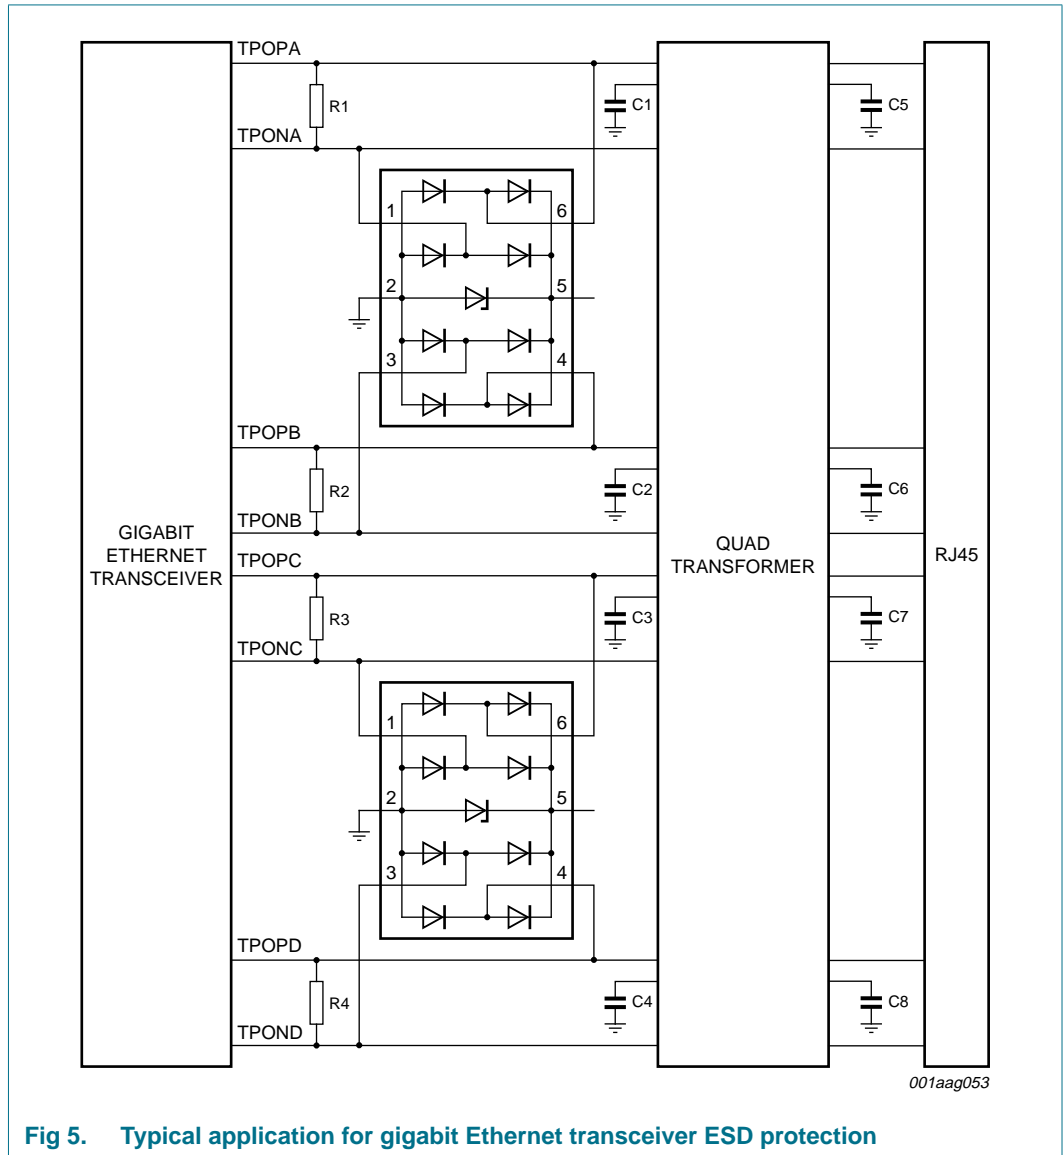 TPOPA
R1
C1
C5
TPONA
1
6
2
5
3
4
TPOPB
R2
C2
C6
TPONB
GIGABIT
ETHERNET
TRANSCEIVER
QUAD
TRANSFORMER
RJ45
TPOPC
R3
C3
C7
TPONC
1
6
2
5
3
4
TPOPD
R4
C4
C8
TPOND
001aag053
Fig 5. Typical application for gigabit Ethernet transceiver ESD protection